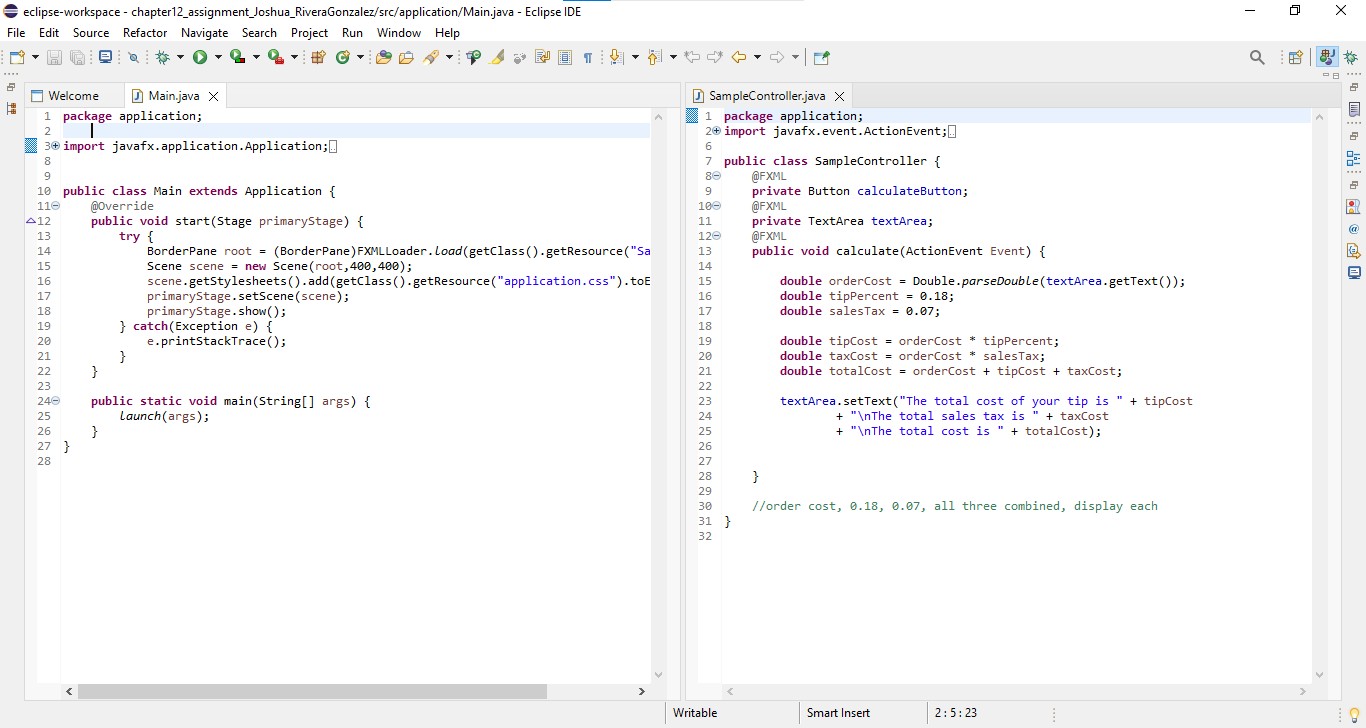 eclipse-workspace - chapter12_assignment_Joshua_RiveraGonzalez/src/application/Main.java - Eclipse IDE
File Edit Source Refactor Navigate Search Project Run Window Help
Welcome
Main.java
1 package application;
2
3 import javafx.application.Application;
8
9
10 public class Main extends Application {
11 @Override
12 public void start(Stage primaryStage) {
13 try {
14 BorderPane root = (BorderPane)FXMLLoader.load(getClass().getResource("Sa
15 Scene scene = new Scene(root,400,400);
16 scene.getStylesheets().add(getClass().getResource("application.css").toE
17 primaryStage.setScene(scene);
18 primaryStage.show();
19 } catch(Exception e) {
20 e.printStackTrace();
21 }
22 }
23
24 public static void main(String[] args) {
25 launch(args);
26 }
27 }
28
SampleController.java
1 package application;
2 import javafx.event.ActionEvent;
6
7 public class SampleController {
8 @FXML
9 private Button calculateButton;
10 @FXML
11 private TextArea textArea;
12 @FXML
13 public void calculate(ActionEvent Event) {
14
15 double orderCost = Double.parseDouble(textArea.getText());
16 double tipPercent = 0.18;
17 double salesTax = 0.07;
18
19 double tipCost = orderCost * tipPercent;
20 double taxCost = orderCost * salesTax;
21 double totalCost = orderCost + tipCost + taxCost;
22
23 textArea.setText("The total cost of your tip is " + tipCost
24 + "\nThe total sales tax is " + taxCost
25 + "\nThe total cost is " + totalCost);
26
27
28 }
29
30 //order cost, 0.18, 0.07, all three combined, display each
31 }
32
Writable
Smart Insert
2 : 5 : 23